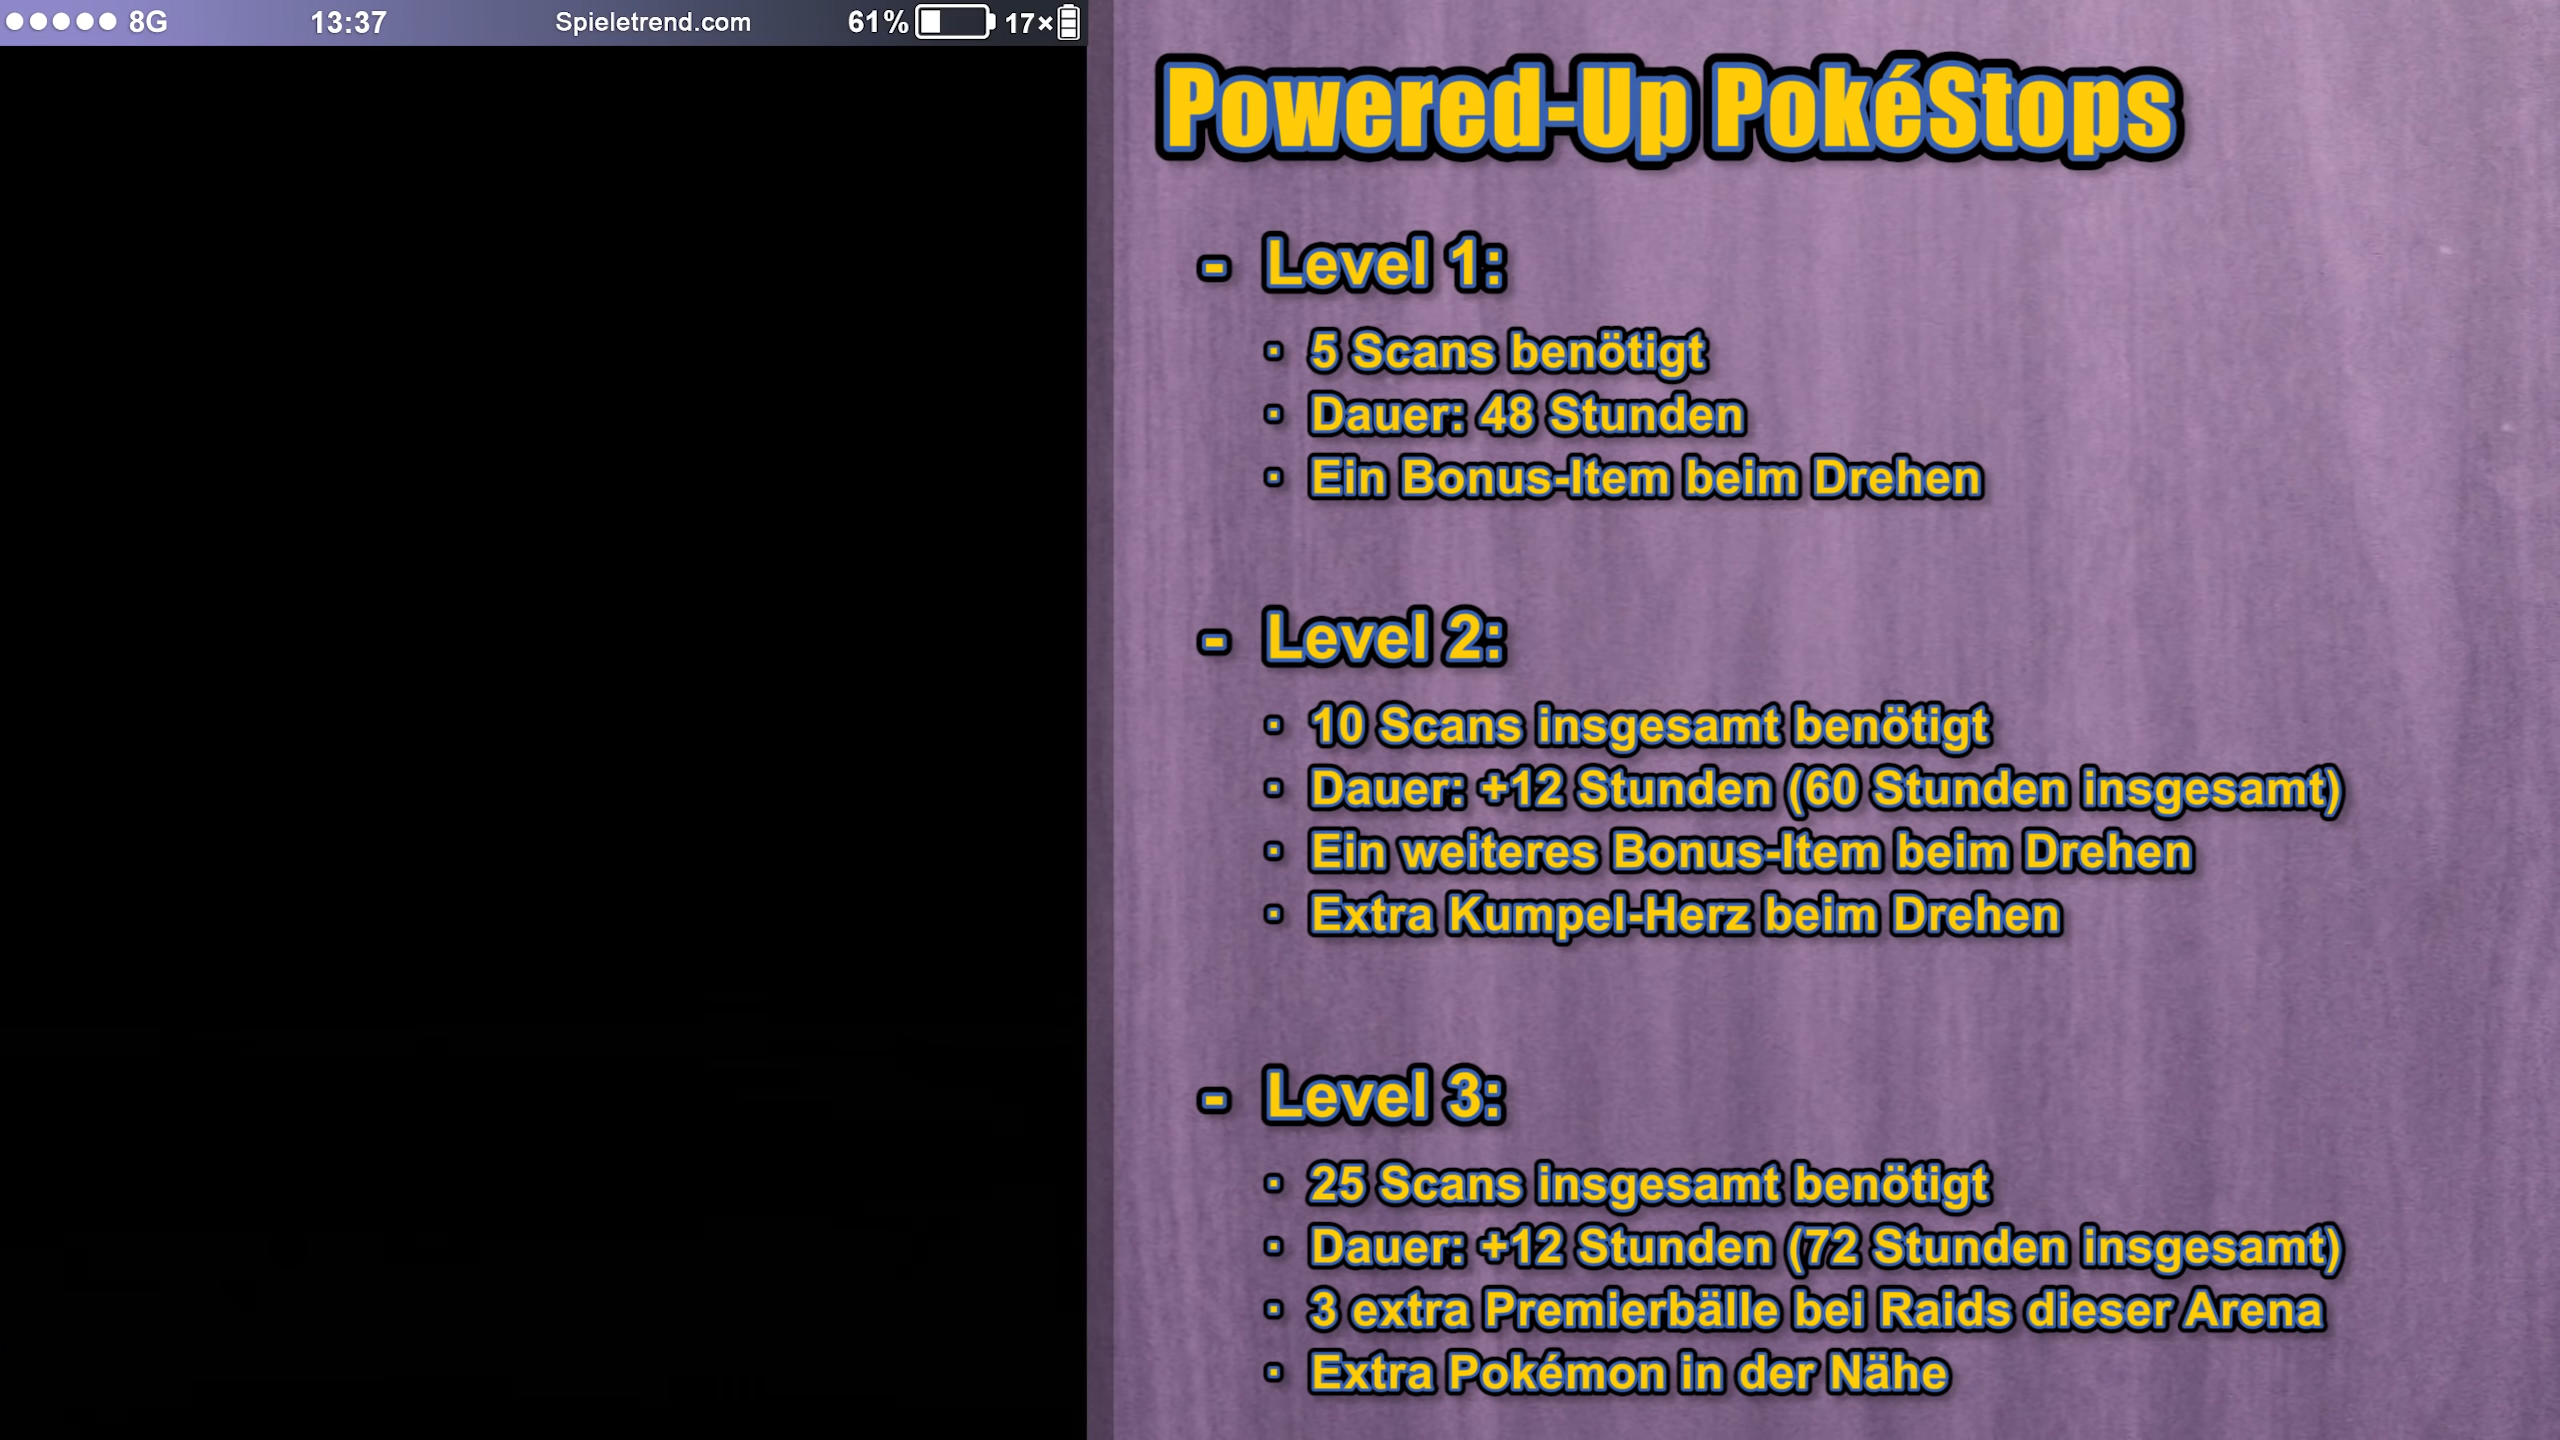 8G 13:37 Spieletrend.com 61% 17×
Powered-Up PokéStops
- Level 1:
· 5 Scans benötigt
· Dauer: 48 Stunden
· Ein Bonus-Item beim Drehen
- Level 2:
· 10 Scans insgesamt benötigt
· Dauer: +12 Stunden (60 Stunden insgesamt)
· Ein weiteres Bonus-Item beim Drehen
· Extra Kumpel-Herz beim Drehen
- Level 3:
· 25 Scans insgesamt benötigt
· Dauer: +12 Stunden (72 Stunden insgesamt)
· 3 extra Premierbälle bei Raids dieser Arena
· Extra Pokémon in der Nähe